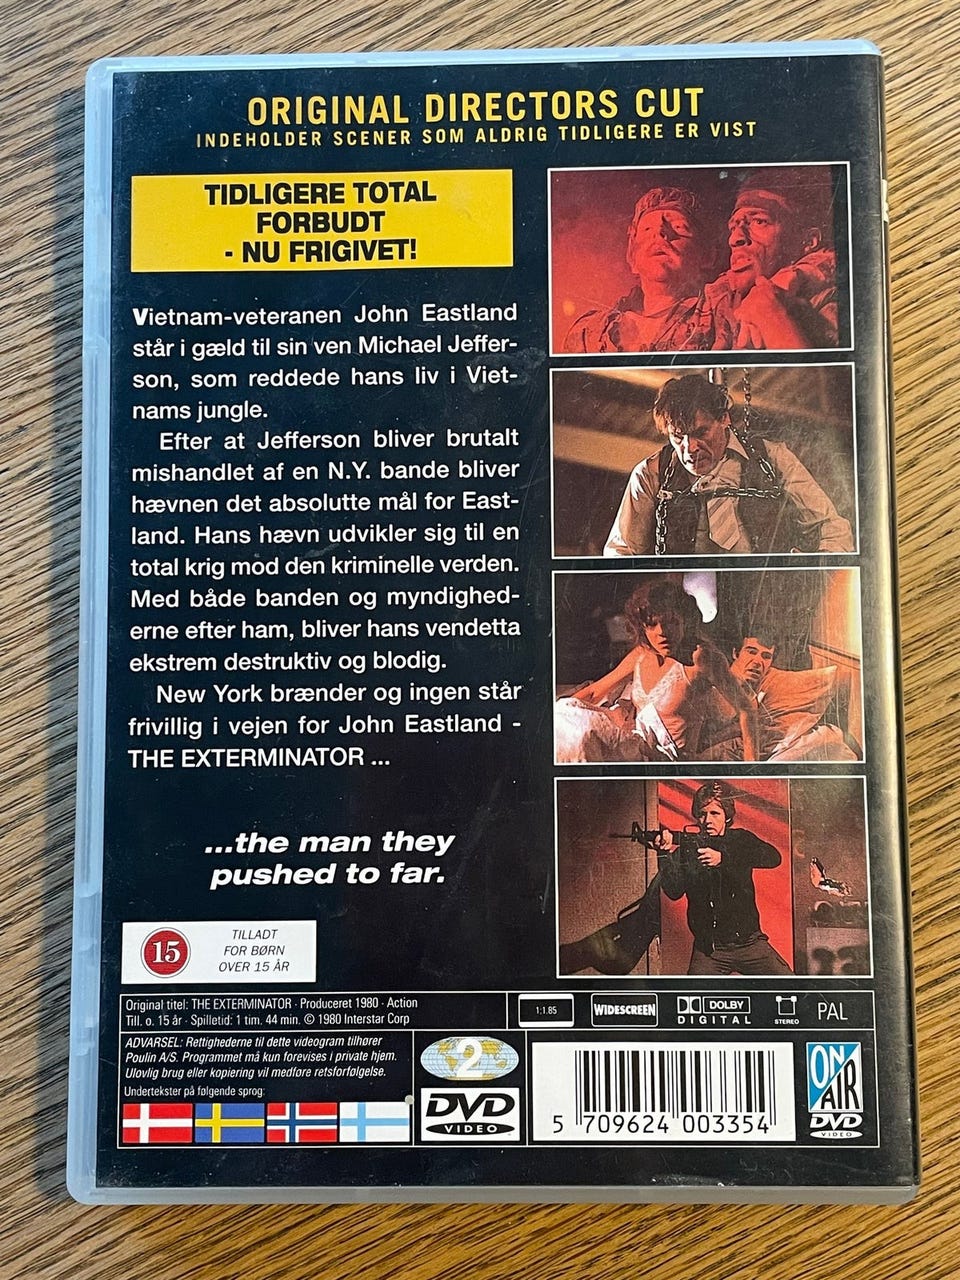 ORIGINAL DIRECTORS CUT
INDEHOLDER SCENER SOM ALDRIG TIDLIGERE ER VIST
TIDLIGERE TOTAL
FORBUDT
- NU FRIGIVET!
Vietnam-veteranen John Eastland
står i gæld til sin ven Michael Jeffer-
son, som reddede hans liv i Viet-
nams jungle.
Efter at Jefferson bliver brutalt
mishandlet af en N.Y. bande bliver
hævnen det absolutte mål for East-
land. Hans hævn udvikler sig til en
total krig mod den kriminelle verden.
Med både banden og myndighed-
erne efter ham, bliver hans vendetta
ekstrem destruktiv og blodig.
New York brænder og ingen står
frivillig i vejen for John Eastland -
THE EXTERMINATOR ...
...the man they
pushed to far.
15
TILLADT
FOR BØRN
OVER 15 ÅR
Original titel: THE EXTERMINATOR · Produceret 1980 · Action
Till. o. 15 år · Spilletid: 1 tim. 44 min. © 1980 Interstar Corp
1:1.85
WIDESCREEN
DOLBY
DIGITAL
STEREO
PAL
ADVARSEL: Rettighederne til dette videogram tilhører
Poulin A/S. Programmet må kun forevises i private hjem.
Ulovlig brug eller kopiering vil medføre retsforfølgelse.
Undertekster på følgende sprog:
2
DVD
VIDEO
5 709624 003354
ON
AIR
DVD
VIDEO